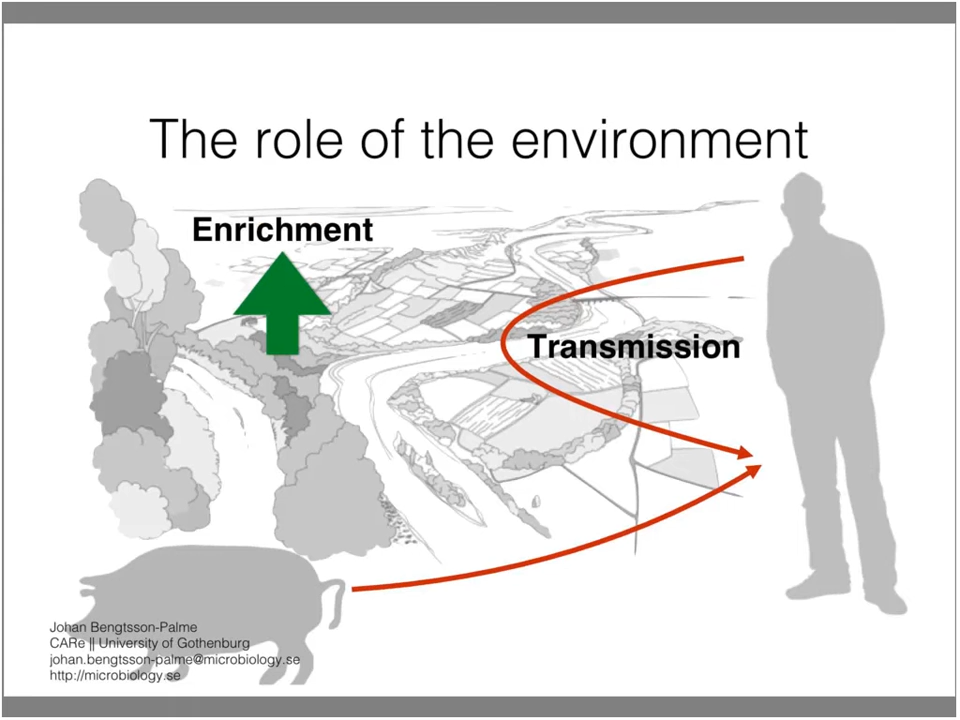 The role of the environment
Enrichment
Transmission
Johan Bengtsson-Palme
CARe || University of Gothenburg
johan.bengtsson-palme@microbiology.se
http://microbiology.se